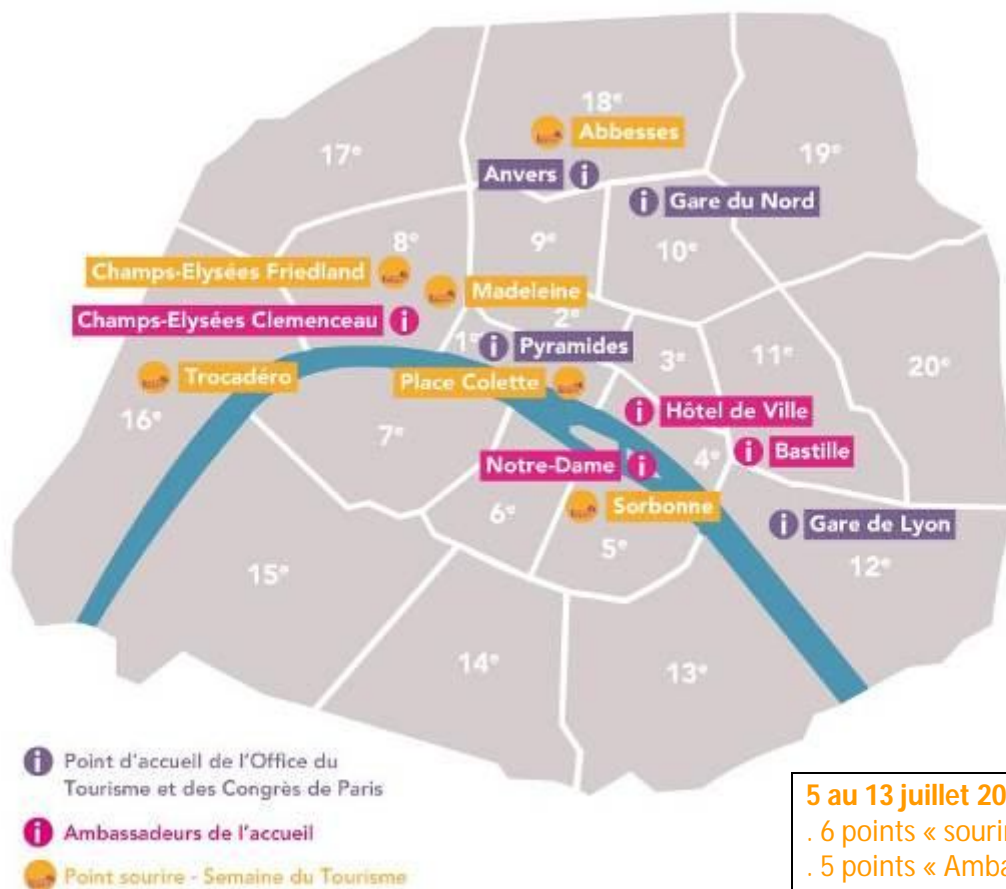 18e
Abbesses
17e
19e
Anvers
Gare du Nord
8e
9e
10e
Champs-Elysées Friedland
Madeleine
Champs-Elysées Clemenceau
2e
1e
Pyramides
3e
11e
20e
Trocadéro
Place Colette
16e
7e
Hôtel de Ville
Bastille
Notre-Dame
4e
6e
Sorbonne
5e
Gare de Lyon
12e
15e
14e
13e
Point d'accueil de l'Office du
Tourisme et des Congrès de Paris
Ambassadeurs de l'accueil
Point sourire - Semaine du Tourisme
5 au 13 juillet 20
. 6 points « sourir
. 5 points « Amba